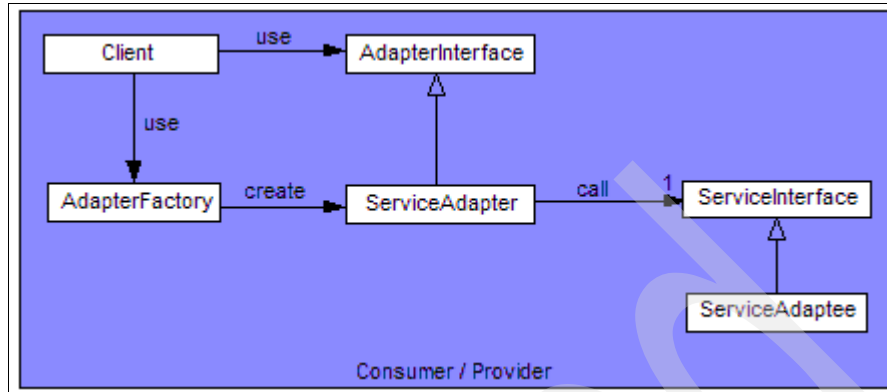 Client
use
AdapterInterface
use
AdapterFactory
create
ServiceAdapter
call
1
ServiceInterface
ServiceAdaptee
Consumer / Provider